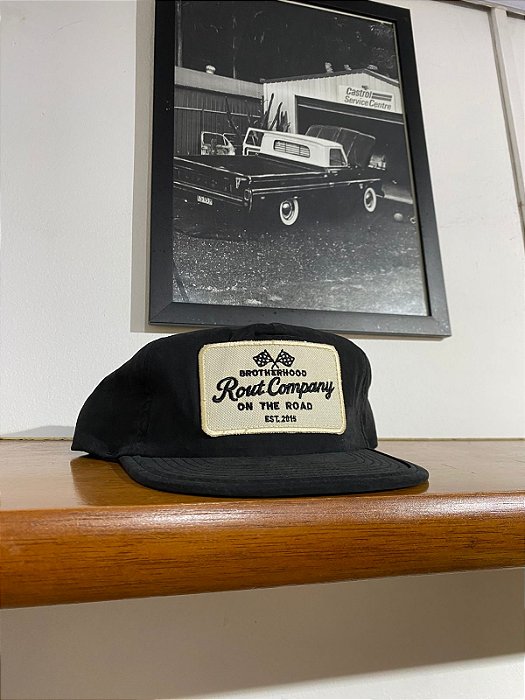 Castrol
Service Centre
BROTHERHOOD
Rout Company
ON THE ROAD
EST. 2015